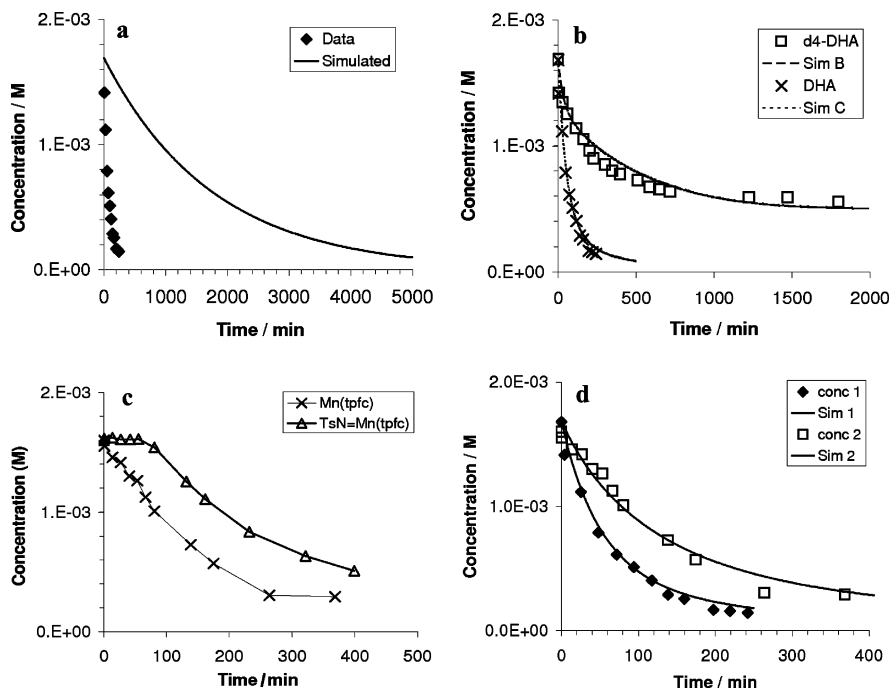 a
Data
Simulated
Concentration / M
2.E-03
1.E-03
0.E+00
0 1000 2000 3000 4000 5000
Time / min
b
d4-DHA
Sim B
DHA
Sim C
Concentration / M
2.E-03
1.E-03
0.E+00
0 500 1000 1500 2000
Time / min
c
Mn(tpfc)
TsN=Mn(tpfc)
Concentration (M)
2.E-03
1.E-03
0.E+00
0 100 200 300 400 500
Time/min
d
conc 1
Sim 1
conc 2
Sim 2
Concentration / M
2.0E-03
1.0E-03
0.0E+00
0 100 200 300 400
Time / min